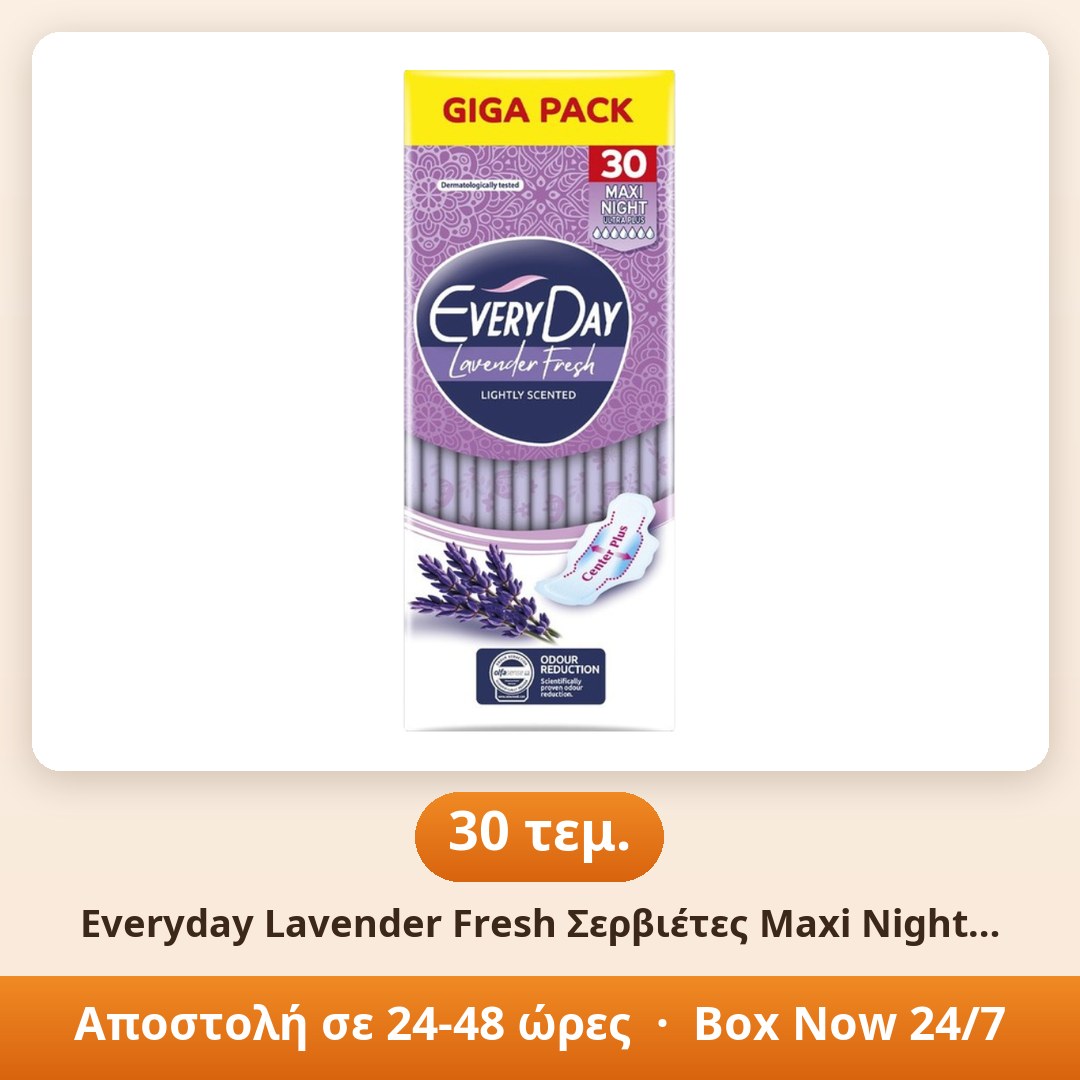 GIGA PACK
30
Dermatologically tested
MAXI
NIGHT
ULTRA PLUS
EVERYDAY
Lavender Fresh
LIGHTLY SCENTED
Center Plus
olfasense
ODOUR
REDUCTION
Scientifically
proven odour
reduction.
30 τεμ.
Everyday Lavender Fresh Σερβιέτες Maxi Night...
Αποστολή σε 24-48 ώρες · Box Now 24/7